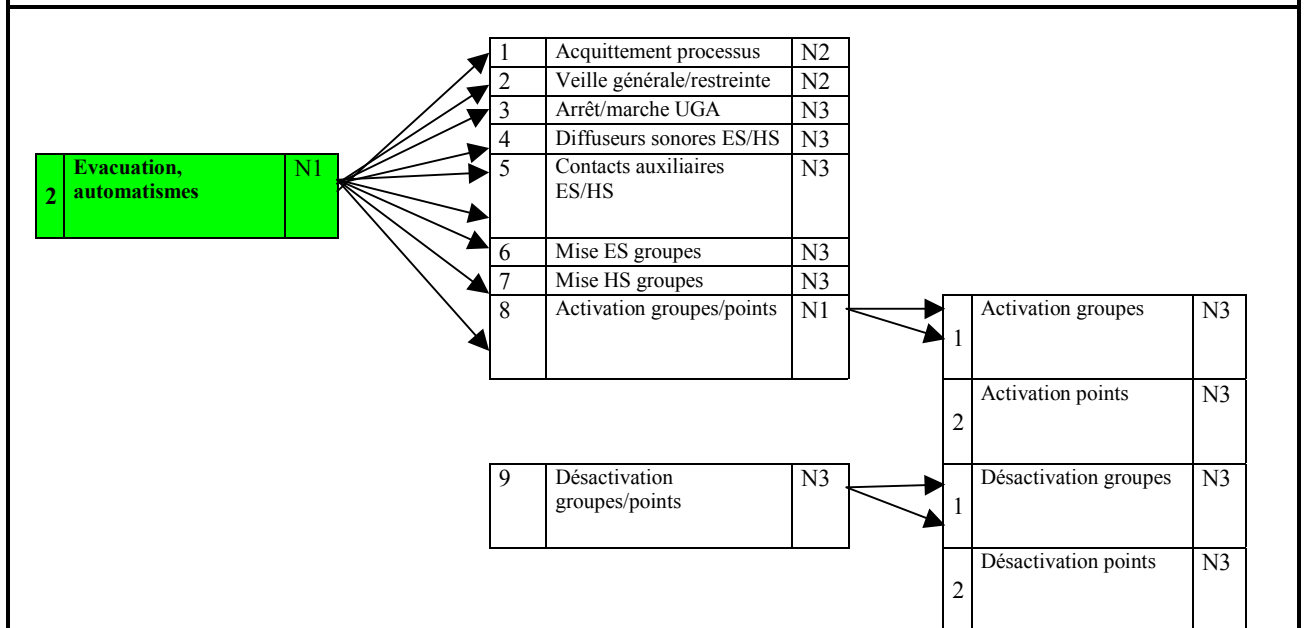 1 Acquittement processus N2
2 Veille générale/restreinte N2
3 Arrêt/marche UGA N3
4 Diffuseurs sonores ES/HS N3
2 Evacuation, N1
automatismes
5 Contacts auxiliaires N3
ES/HS
6 Mise ES groupes N3
7 Mise HS groupes N3
8 Activation groupes/points N1
1 Activation groupes N3
2 Activation points N3
9 Désactivation N3
groupes/points
1 Désactivation groupes N3
2 Désactivation points N3